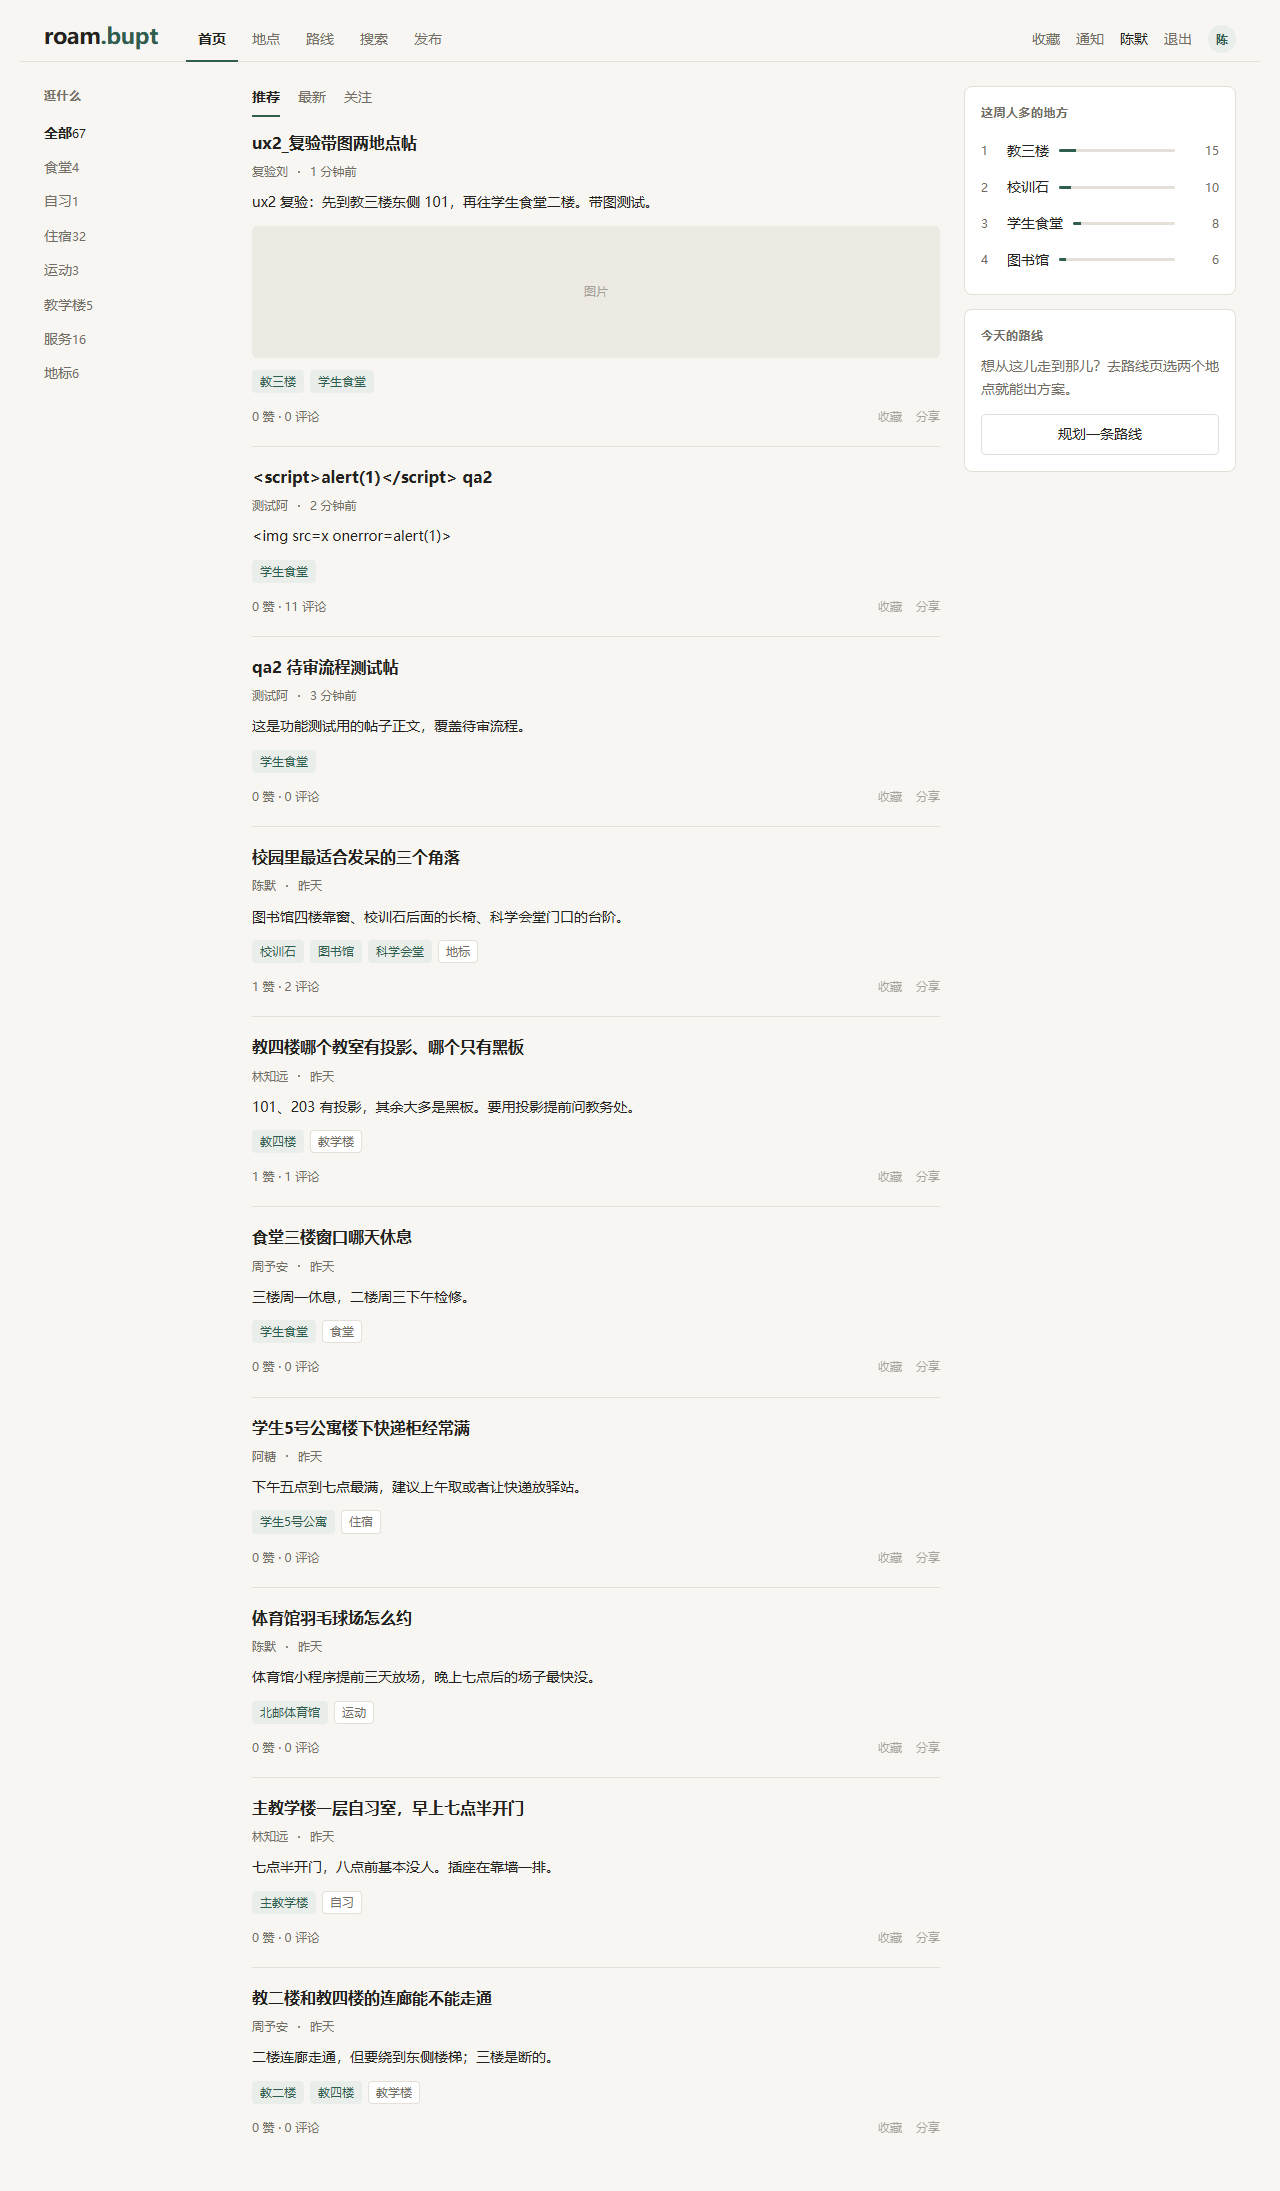 roam.bupt 首页 地点 路线 搜索 发布 收藏 通知 陈默 退出 陈
逛什么
全部67
食堂4
自习1
住宿32
运动3
教学楼5
服务16
地标6
推荐 最新 关注
ux2_复验带图两地点帖
复验刘 · 1 分钟前
ux2 复验：先到教三楼东侧 101，再往学生食堂二楼。带图测试。
图片
教三楼 学生食堂
0 赞 · 0 评论 收藏 分享
<script>alert(1)</script> qa2
测试阿 · 2 分钟前
<img src=x onerror=alert(1)>
学生食堂
0 赞 · 11 评论 收藏 分享
qa2 待审流程测试帖
测试阿 · 3 分钟前
这是功能测试用的帖子正文，覆盖待审流程。
学生食堂
0 赞 · 0 评论 收藏 分享
校园里最适合发呆的三个角落
陈默 · 昨天
图书馆四楼靠窗、校训石后面的长椅、科学会堂门口的台阶。
校训石 图书馆 科学会堂 地标
1 赞 · 2 评论 收藏 分享
教四楼哪个教室有投影、哪个只有黑板
林知远 · 昨天
101、203 有投影，其余大多是黑板。要用投影提前问教务处。
教四楼 教学楼
1 赞 · 1 评论 收藏 分享
食堂三楼窗口哪天休息
周予安 · 昨天
三楼周一休息，二楼周三下午检修。
学生食堂 食堂
0 赞 · 0 评论 收藏 分享
学生5号公寓楼下快递柜经常满
阿糖 · 昨天
下午五点到七点最满，建议上午取或者让快递放驿站。
学生5号公寓 住宿
0 赞 · 0 评论 收藏 分享
体育馆羽毛球场怎么约
陈默 · 昨天
体育馆小程序提前三天放场，晚上七点后的场子最快没。
北邮体育馆 运动
0 赞 · 0 评论 收藏 分享
主教学楼一层自习室，早上七点半开门
林知远 · 昨天
七点半开门，八点前基本没人。插座在靠墙一排。
主教学楼 自习
0 赞 · 0 评论 收藏 分享
教二楼和教四楼的连廊能不能走通
周予安 · 昨天
二楼连廊走通，但要绕到东侧楼梯；三楼是断的。
教二楼 教四楼 教学楼
0 赞 · 0 评论 收藏 分享
这周人多的地方
1 教三楼 15
2 校训石 10
3 学生食堂 8
4 图书馆 6
今天的路线
想从这儿走到那儿？去路线页选两个地
点就能出方案。
规划一条路线